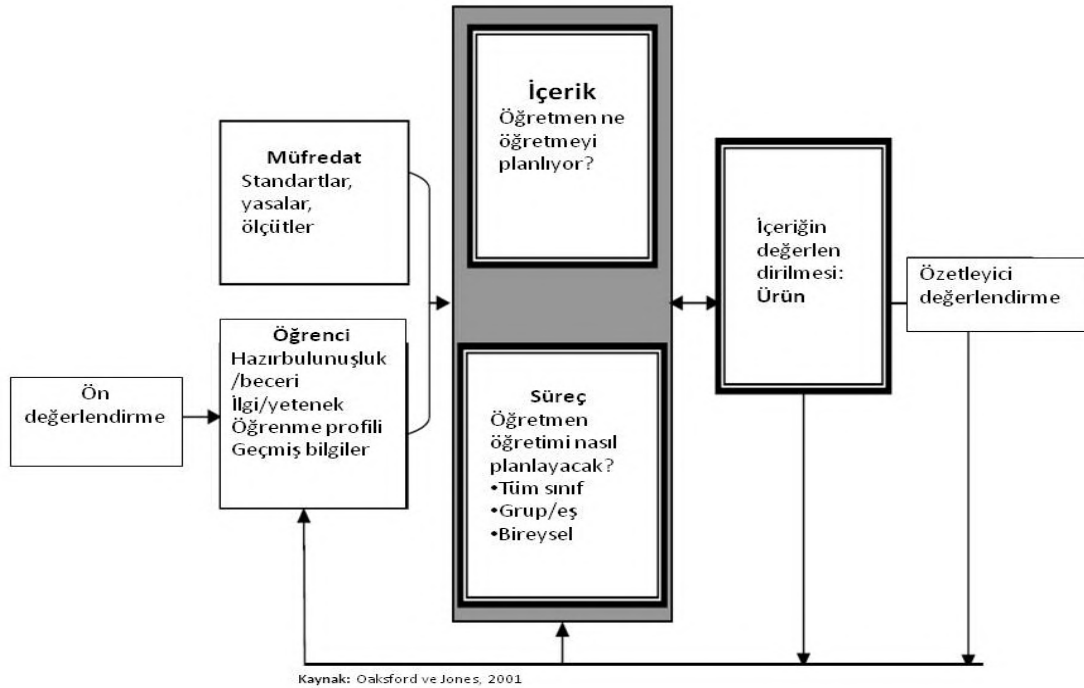 Ön
değerlendirme
Müfredat
Standartlar,
yasalar,
ölçütler
Öğrenci
Hazırbulunuşluk
/beceri
İlgi/yetenek
Öğrenme profili
Geçmiş bilgiler
İçerik
Öğretmen ne
öğretmeyi
planlıyor?
Süreç
Öğretmen
öğretimi nasıl
planlayacak?
•Tüm sınıf
•Grup/eş
•Bireysel
İçeriğin
değerlen
dirilmesi:
Ürün
Özetleyici
değerlendirme
Kaynak: Oaksford ve Jones, 2001